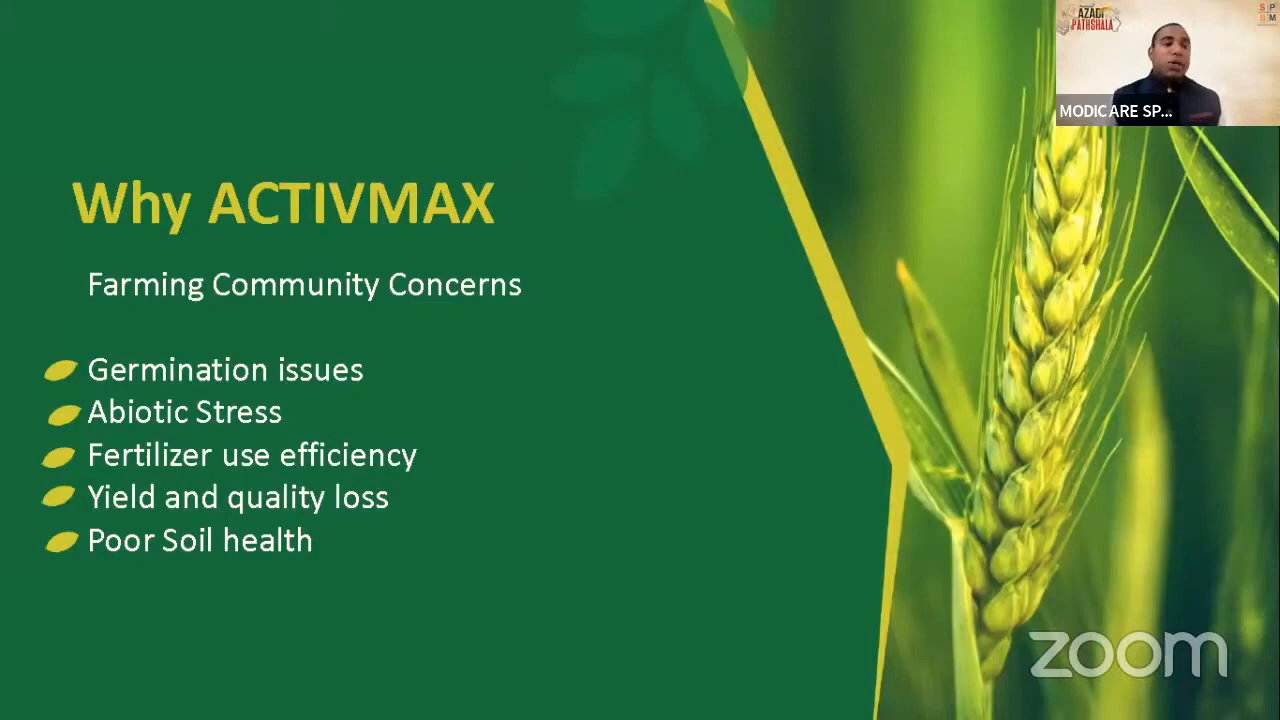 AZADI
PATHSHALA
S P
B M
MODICARE SP...
Why ACTIVMAX
Farming Community Concerns
Germination issues
Abiotic Stress
Fertilizer use efficiency
Yield and quality loss
Poor Soil health
zoom